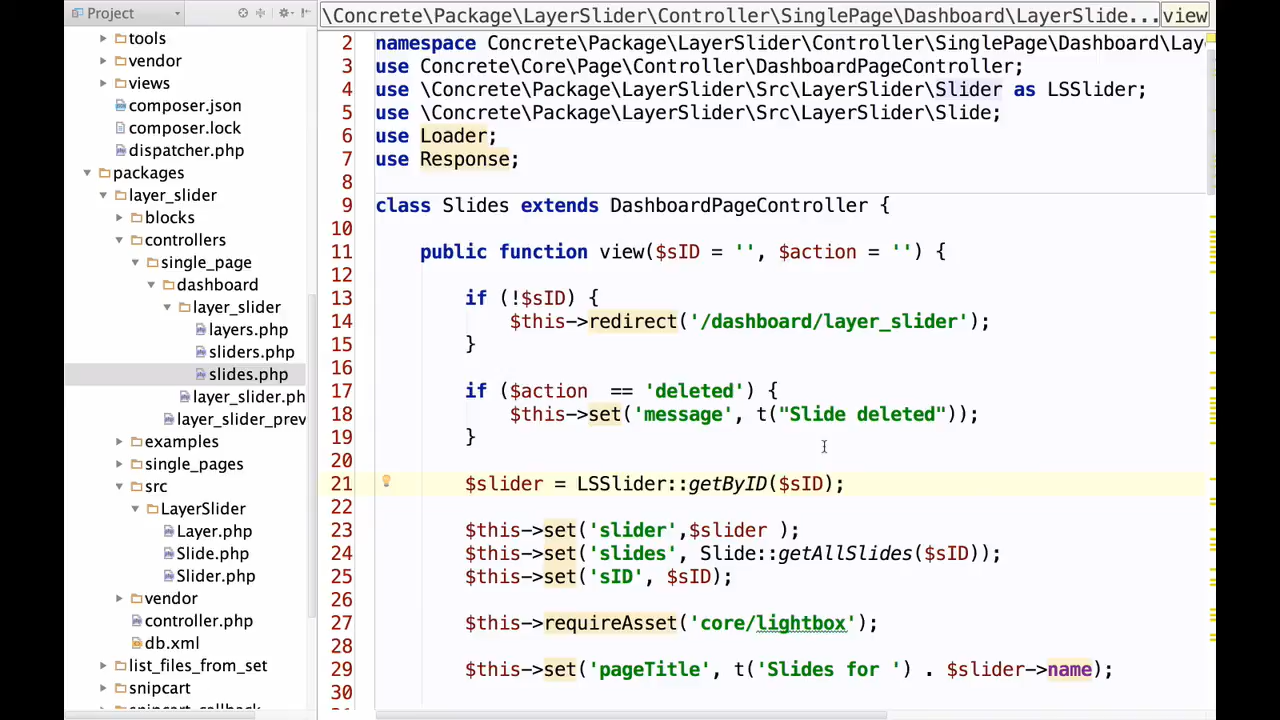 Project
\Concrete\Package\LayerSlider\Controller\SinglePage\Dashboard\LayerSlide... view
tools
vendor
views
composer.json
composer.lock
dispatcher.php
packages
layer_slider
blocks
controllers
single_page
dashboard
layer_slider
layers.php
sliders.php
slides.php
layer_slider.ph
layer_slider_prev
examples
single_pages
src
LayerSlider
Layer.php
Slide.php
Slider.php
vendor
controller.php
db.xml
list_files_from_set
snipcart
snipcart_callback
2 namespace Concrete\Package\LayerSlider\Controller\SinglePage\Dashboard\Lay
3 use Concrete\Core\Page\Controller\DashboardPageController;
4 use \Concrete\Package\LayerSlider\Src\LayerSlider\Slider as LSSlider;
5 use \Concrete\Package\LayerSlider\Src\LayerSlider\Slide;
6 use Loader;
7 use Response;
8
9 class Slides extends DashboardPageController {
10
11 public function view($sID = '', $action = '') {
12
13 if (!$sID) {
14 $this->redirect('/dashboard/layer_slider');
15 }
16
17 if ($action  == 'deleted') {
18 $this->set('message', t("Slide deleted"));
19 }
20
21 $slider = LSSlider::getByID($sID);
22
23 $this->set('slider',$slider );
24 $this->set('slides', Slide::getAllSlides($sID));
25 $this->set('sID', $sID);
26
27 $this->requireAsset('core/lightbox');
28
29 $this->set('pageTitle', t('Slides for ') . $slider->name);
30